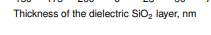 Thickness of the dielectric SiO₂ layer, nm